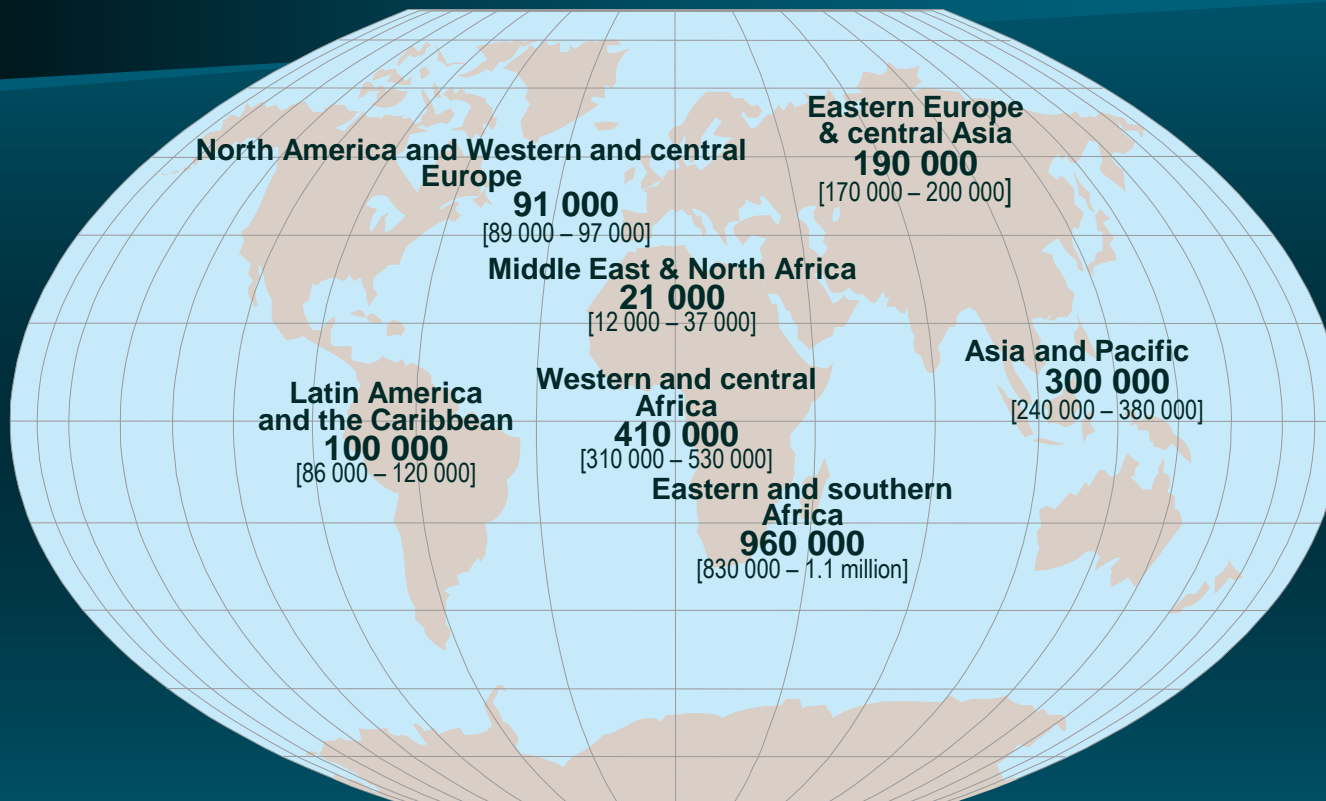 North America and Western and central
Europe
91 000
[89 000 – 97 000]
Eastern Europe
& central Asia
190 000
[170 000 – 200 000]
Middle East & North Africa
21 000
[12 000 – 37 000]
Asia and Pacific
300 000
[240 000 – 380 000]
Latin America
and the Caribbean
100 000
[86 000 – 120 000]
Western and central
Africa
410 000
[310 000 – 530 000]
Eastern and southern
Africa
960 000
[830 000 – 1.1 million]